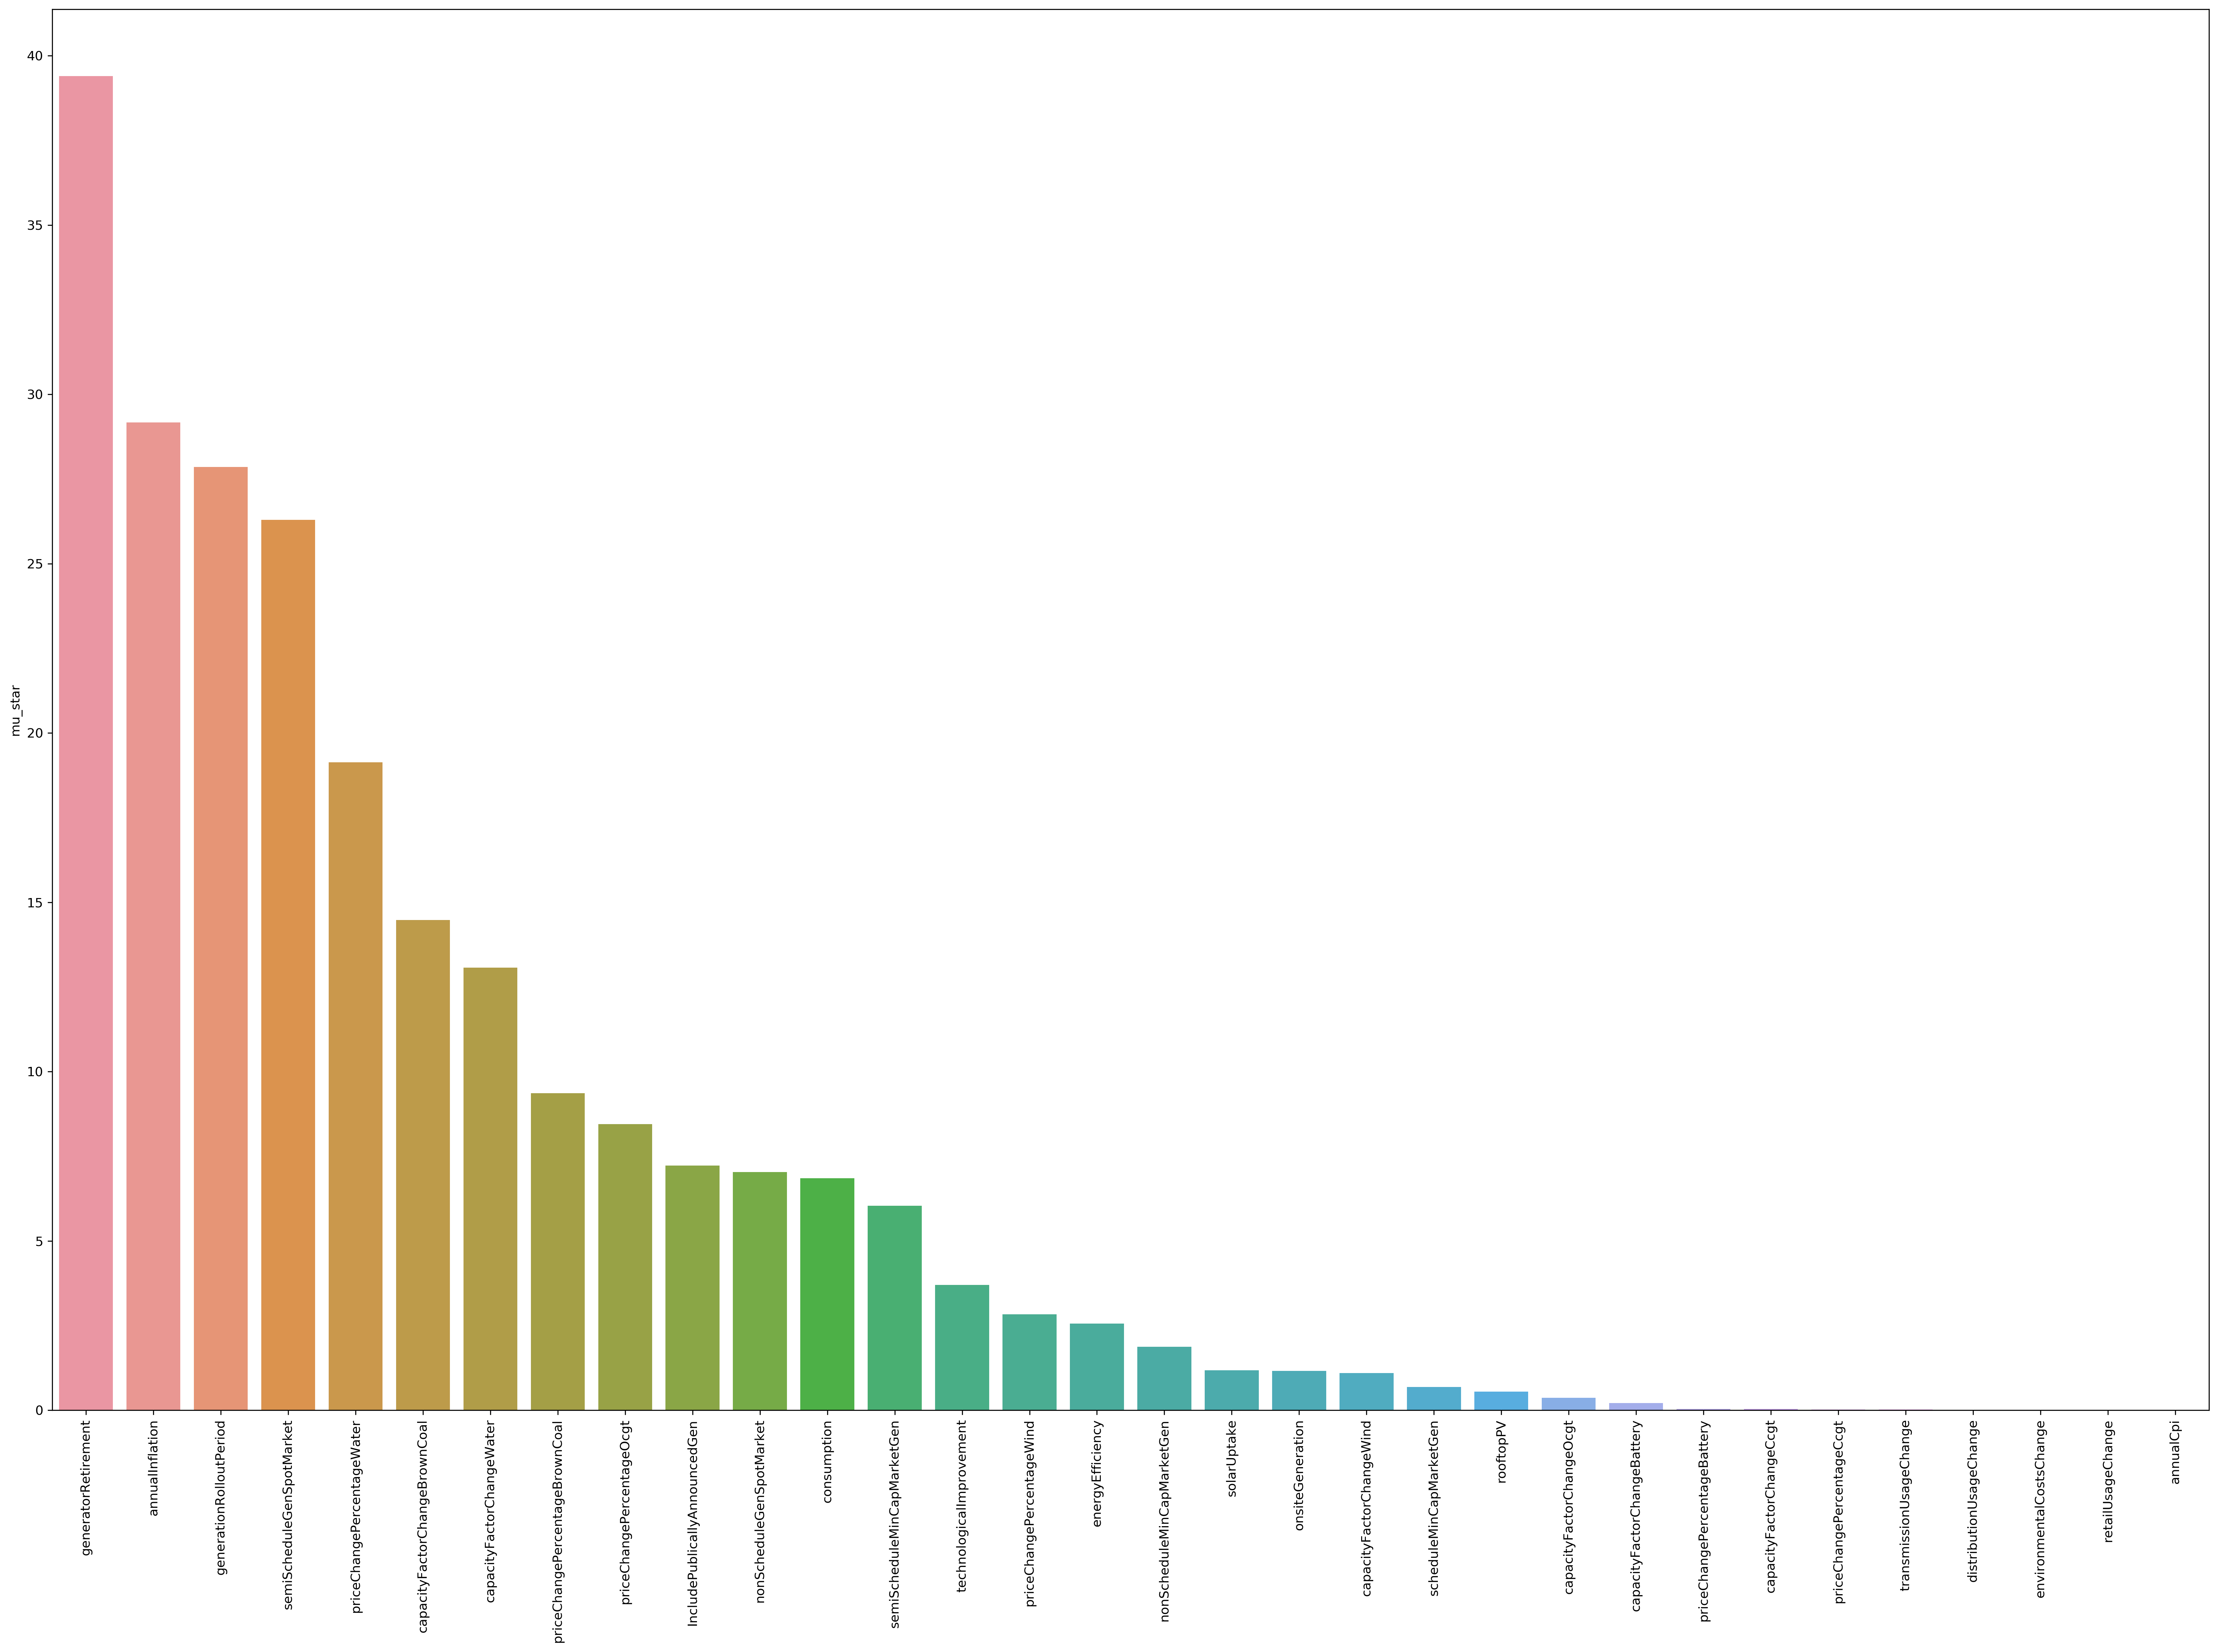 mu_star
40
35
30
25
20
15
10
5
0
generatorRetirement
annualInflation
generationRolloutPeriod
semiScheduleGenSpotMarket
priceChangePercentageWater
capacityFactorChangeBrownCoal
capacityFactorChangeWater
priceChangePercentageBrownCoal
priceChangePercentageOcgt
IncludePublicallyAnnouncedGen
nonScheduleGenSpotMarket
consumption
semiScheduleMinCapMarketGen
technologicalImprovement
priceChangePercentageWind
energyEfficiency
nonScheduleMinCapMarketGen
solarUptake
onsiteGeneration
capacityFactorChangeWind
scheduleMinCapMarketGen
rooftopPV
capacityFactorChangeOcgt
capacityFactorChangeBattery
priceChangePercentageBattery
capacityFactorChangeCcgt
priceChangePercentageCcgt
transmissionUsageChange
distributionUsageChange
environmentalCostsChange
retailUsageChange
annualCpi